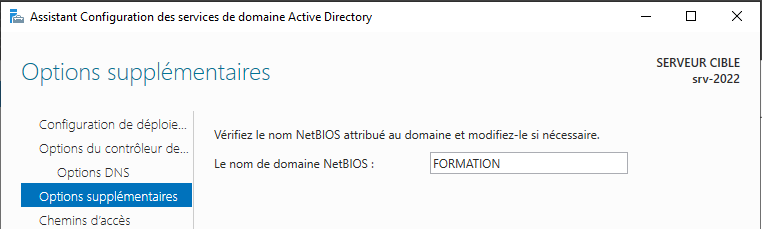 Assistant Configuration des services de domaine Active Directory
Options supplémentaires
SERVEUR CIBLE
srv-2022
Configuration de déploie...
Options du contrôleur de...
Options DNS
Options supplémentaires
Chemins d'accès
Vérifiez le nom NetBIOS attribué au domaine et modifiez-le si nécessaire.
Le nom de domaine NetBIOS :
FORMATION